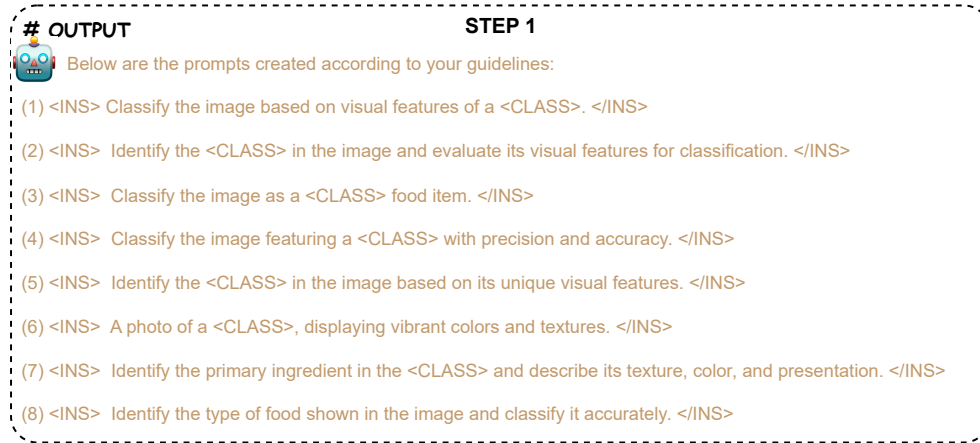 # OUTPUT
STEP 1
Below are the prompts created according to your guidelines:
(1) <INS> Classify the image based on visual features of a <CLASS>. </INS>
(2) <INS> Identify the <CLASS> in the image and evaluate its visual features for classification. </INS>
(3) <INS> Classify the image as a <CLASS> food item. </INS>
(4) <INS> Classify the image featuring a <CLASS> with precision and accuracy. </INS>
(5) <INS> Identify the <CLASS> in the image based on its unique visual features. </INS>
(6) <INS> A photo of a <CLASS>, displaying vibrant colors and textures. </INS>
(7) <INS> Identify the primary ingredient in the <CLASS> and describe its texture, color, and presentation. </INS>
(8) <INS> Identify the type of food shown in the image and classify it accurately. </INS>